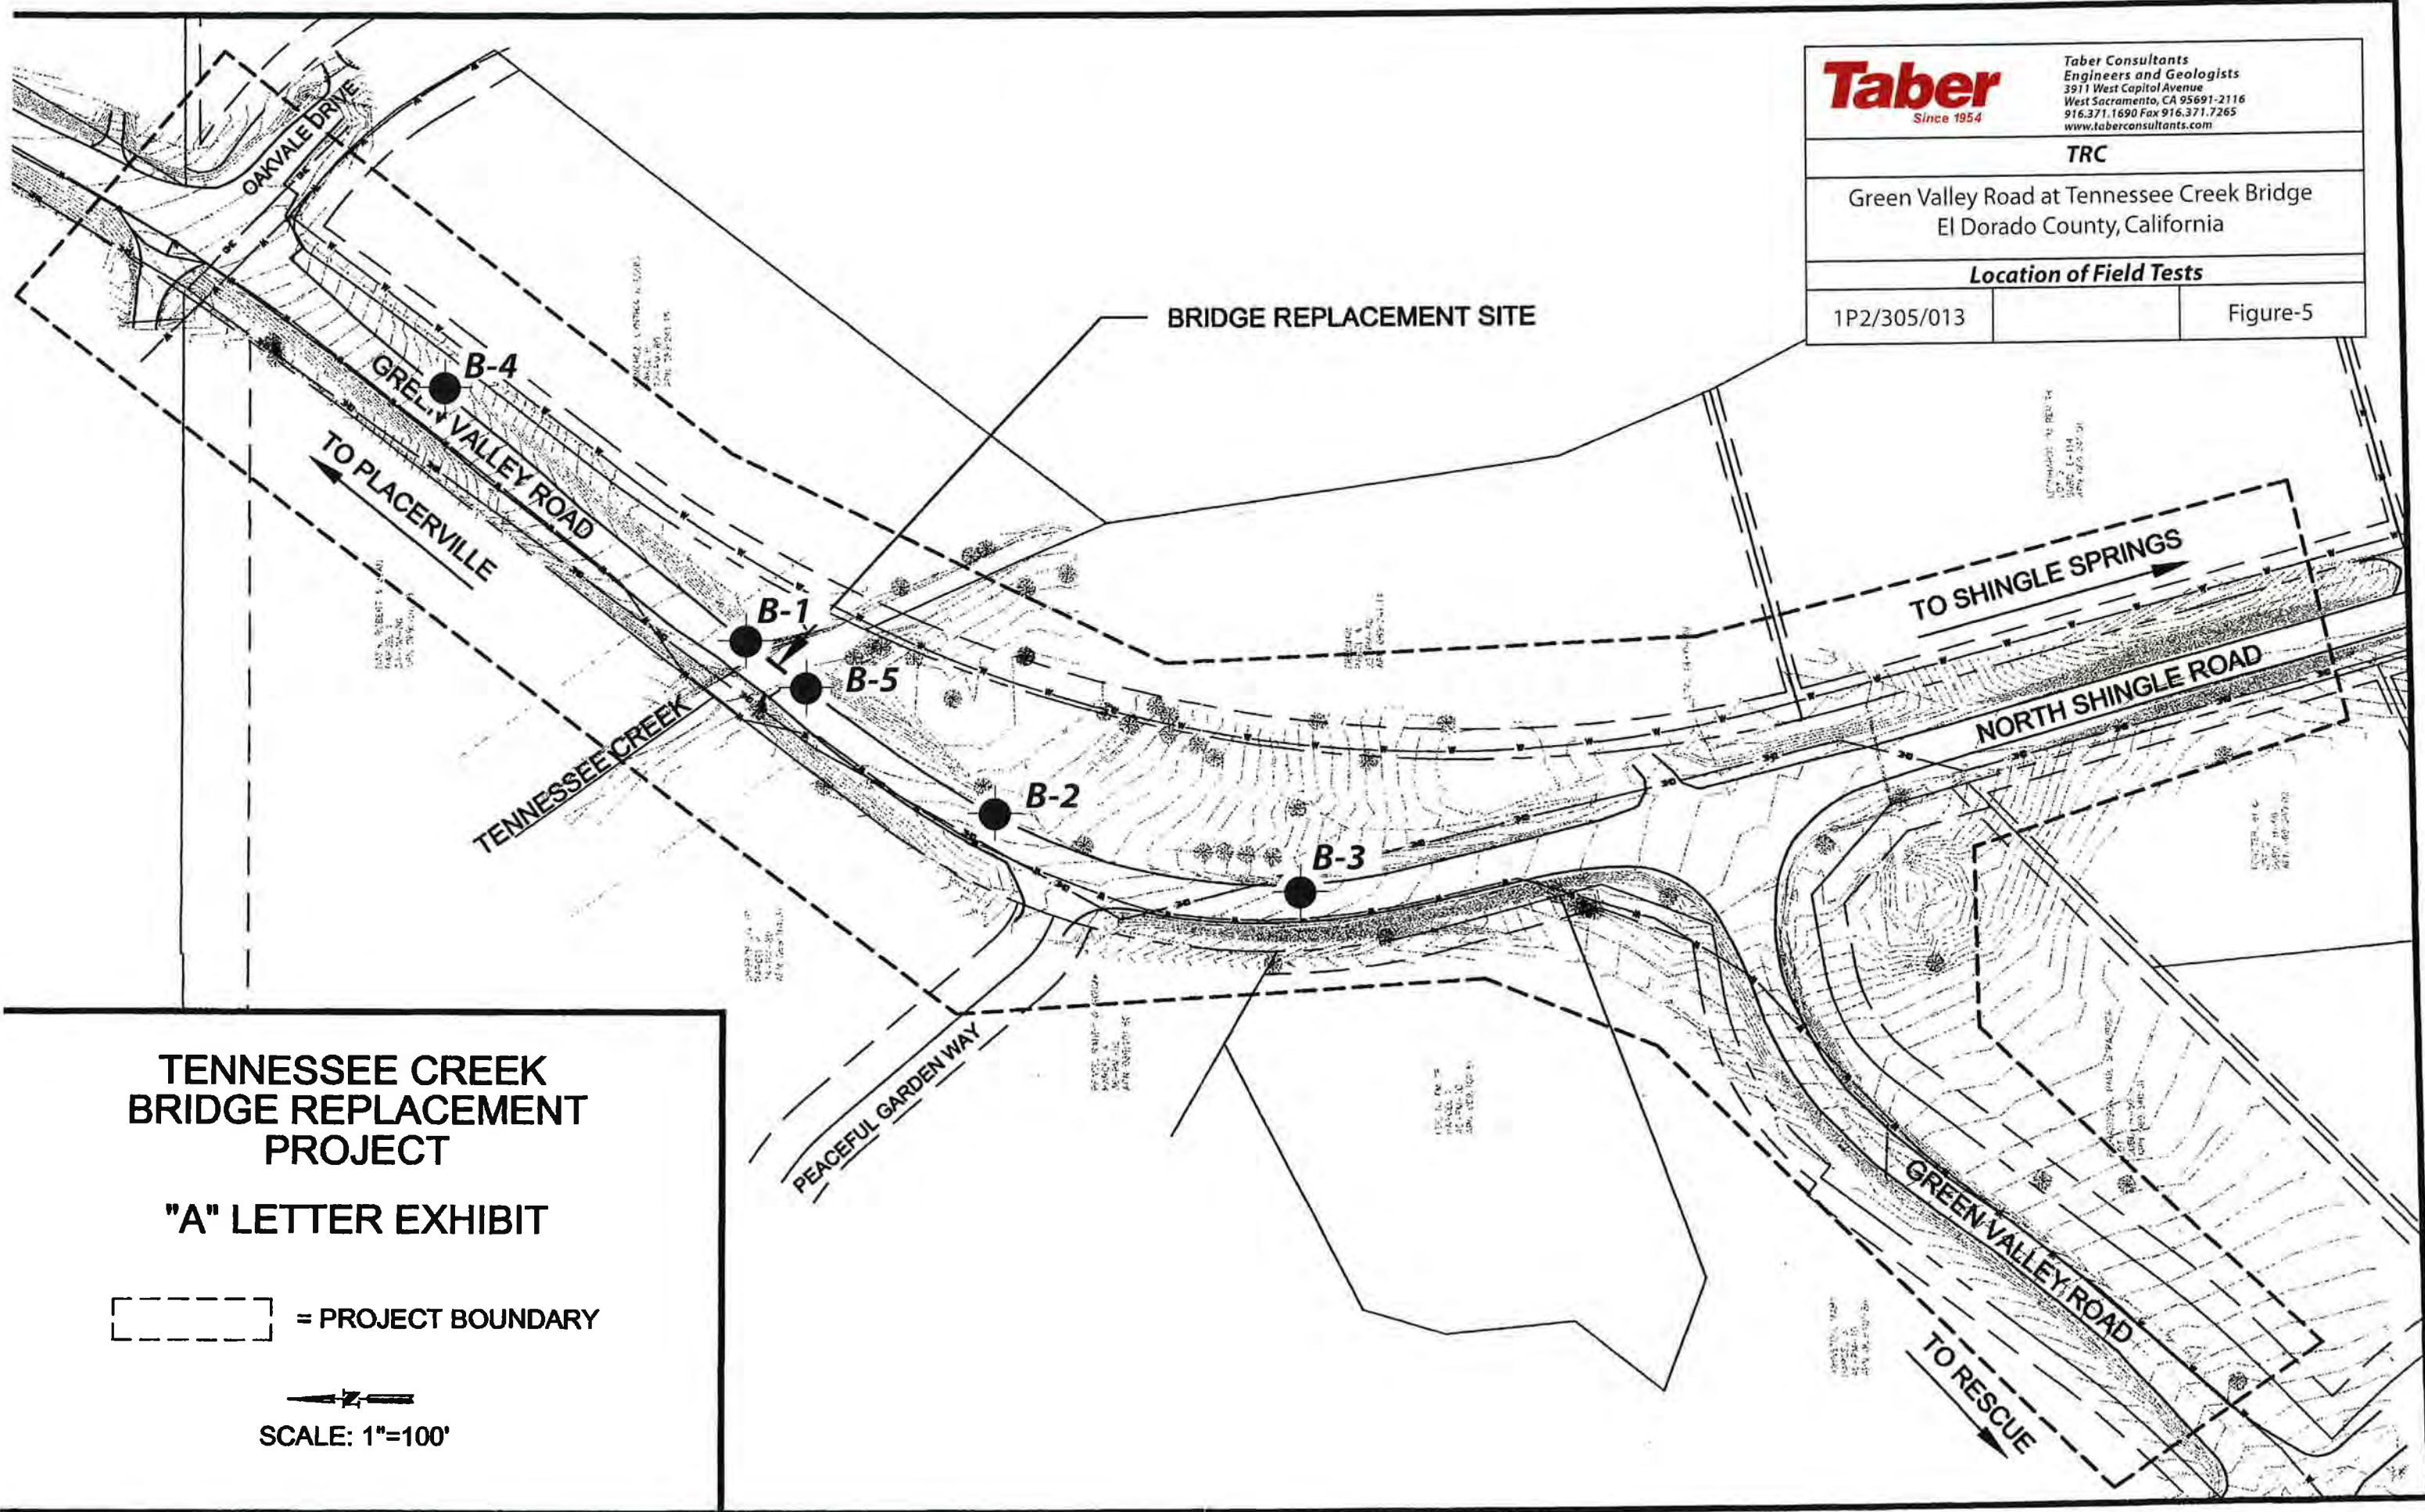 Taber
Since 1954
Taber Consultants
Engineers and Geologists
3911 West Capitol Avenue
West Sacramento, CA 95691-2116
916.371.1690 Fax 916.371.7265
www.taberconsultants.com
TRC
Green Valley Road at Tennessee Creek Bridge
El Dorado County, California
Location of Field Tests
1P2/305/013
Figure-5
OAKVALE DRIVE
BRIDGE REPLACEMENT SITE
B-4
GREEN VALLEY ROAD
TO PLACERVILLE
B-1
B-5
TENNESSEE CREEK
B-2
B-3
TO SHINGLE SPRINGS
NORTH SHINGLE ROAD
PEACEFUL GARDEN WAY
GREEN VALLEY ROAD
TO RESCUE
TENNESSEE CREEK
BRIDGE REPLACEMENT
PROJECT
"A" LETTER EXHIBIT
= PROJECT BOUNDARY
N
SCALE: 1"=100'